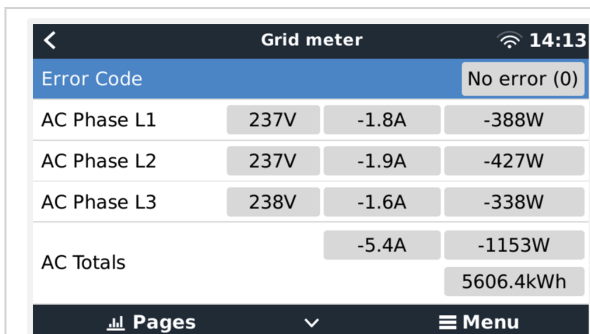 Grid meter 14:13
Error Code No error (0)
AC Phase L1 237V -1.8A -388W
AC Phase L2 237V -1.9A -427W
AC Phase L3 238V -1.6A -338W
AC Totals -5.4A -1153W
5606.4kWh
Pages Menu